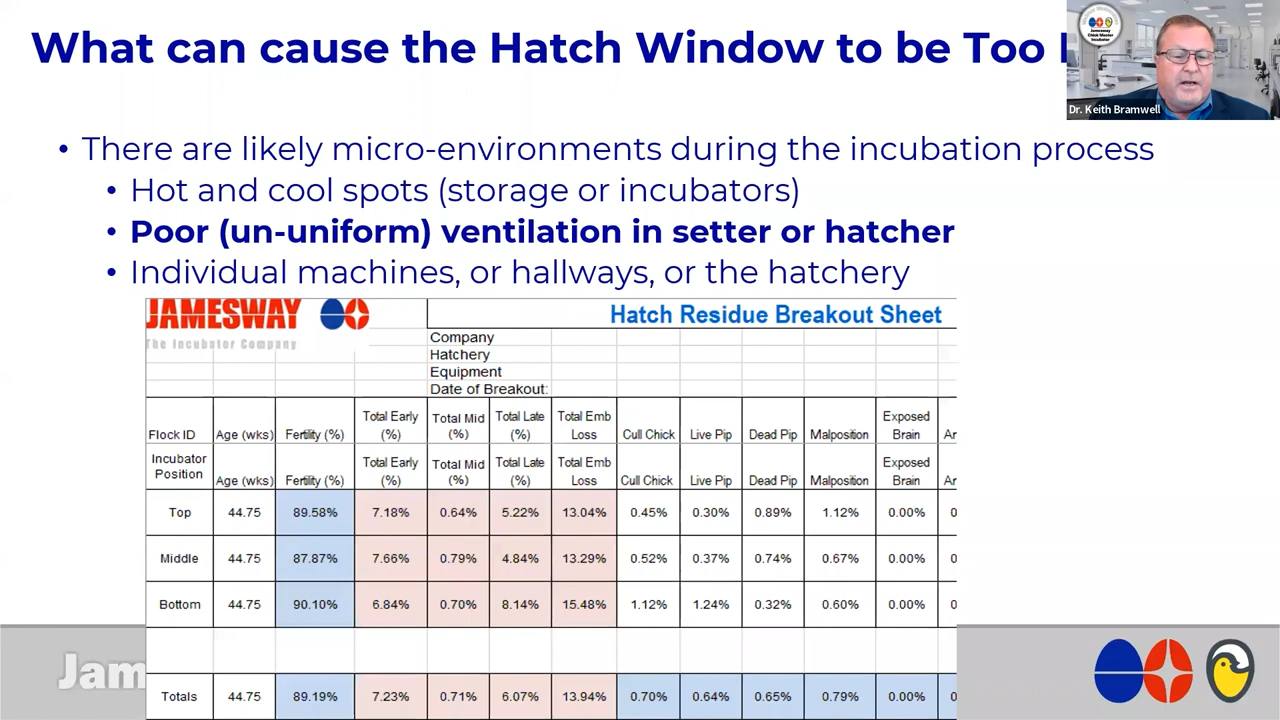 What can cause the Hatch Window to be Too
Dr. Keith Bramwell
• There are likely micro-environments during the incubation process
• Hot and cool spots (storage or incubators)
• Poor (un-uniform) ventilation in setter or hatcher
• Individual machines, or hallways, or the hatchery
JAMESWAY
The Incubator Company
Hatch Residue Breakout Sheet
Company
Hatchery
Equipment
Date of Breakout:
Flock ID Age (wks) Fertility (%) Total Early (%) Total Mid (%) Total Late (%) Total Emb Loss Cull Chick Live Pip Dead Pip Malposition Exposed Brain
Incubator Position Age (wks) Fertility (%) Total Early (%) Total Mid (%) Total Late (%) Total Emb Loss Cull Chick Live Pip Dead Pip Malposition Exposed Brain
Top 44.75 89.58% 7.18% 0.64% 5.22% 13.04% 0.45% 0.30% 0.89% 1.12% 0.00% 0
Middle 44.75 87.87% 7.66% 0.79% 4.84% 13.29% 0.52% 0.37% 0.74% 0.67% 0.00% 0
Bottom 44.75 90.10% 6.84% 0.70% 8.14% 15.48% 1.12% 1.24% 0.32% 0.60% 0.00% 0
Totals 44.75 89.19% 7.23% 0.71% 6.07% 13.94% 0.70% 0.64% 0.65% 0.79% 0.00% 0
Jam